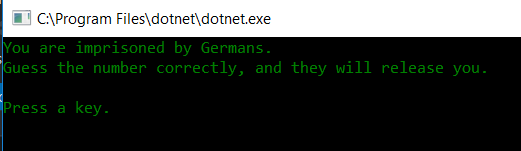 C:\Program Files\dotnet\dotnet.exe
You are imprisoned by Germans.
Guess the number correctly, and they will release you.
Press a key.